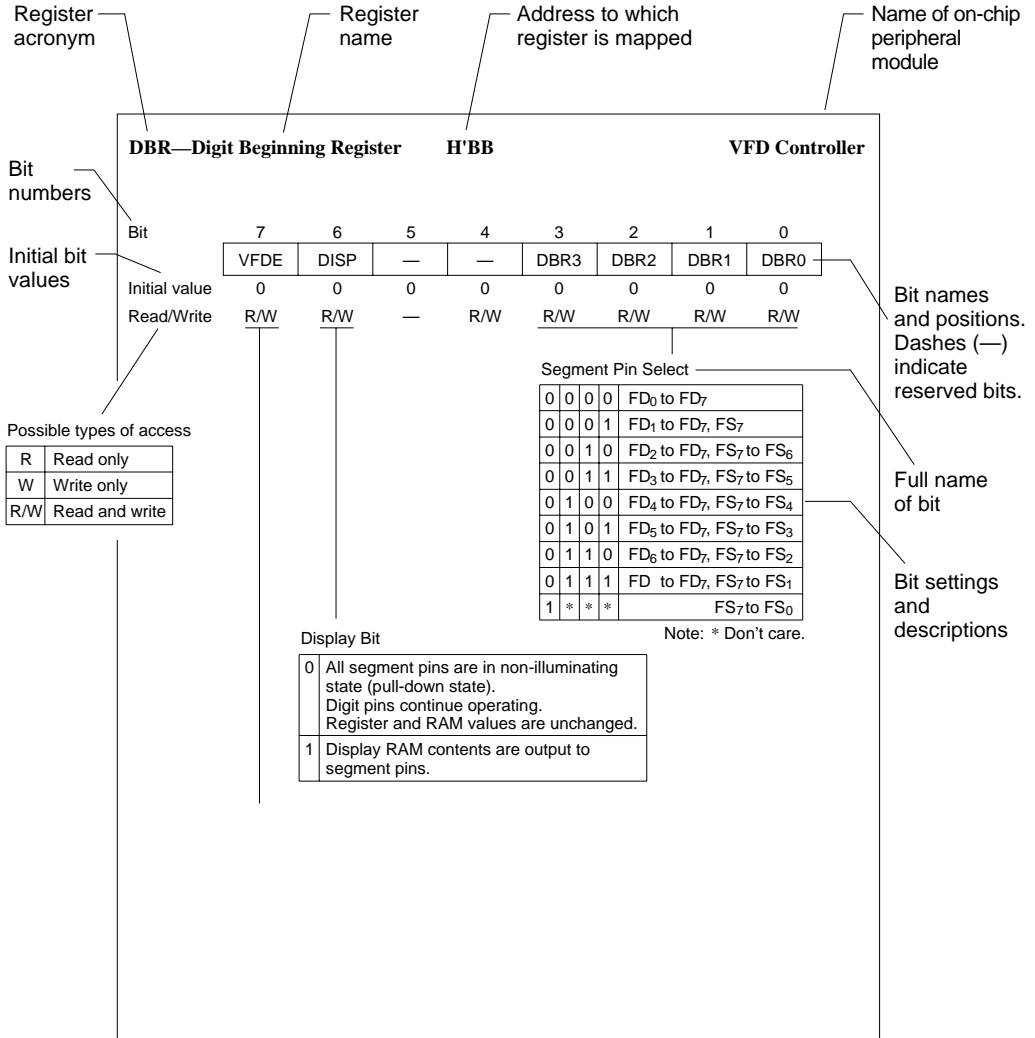 Register acronym
Register name
Address to which register is mapped
Name of on-chip peripheral module
DBR—Digit Beginning Register H'BB VFD Controller
Bit numbers
Bit 7 6 5 4 3 2 1 0
VFDE DISP — — DBR3 DBR2 DBR1 DBR0
Initial bit values
Initial value 0 0 0 0 0 0 0 0
Read/Write R/W R/W — R/W R/W R/W R/W R/W
Bit names and positions. Dashes (—) indicate reserved bits.
Possible types of access
R Read only
W Write only
R/W Read and write
Segment Pin Select
0 0 0 0 FD0 to FD7
0 0 0 1 FD1 to FD7, FS7
0 0 1 0 FD2 to FD7, FS7 to FS6
0 0 1 1 FD3 to FD7, FS7 to FS5
0 1 0 0 FD4 to FD7, FS7 to FS4
0 1 0 1 FD5 to FD7, FS7 to FS3
0 1 1 0 FD6 to FD7, FS7 to FS2
0 1 1 1 FD to FD7, FS7 to FS1
1 * * * FS7 to FS0
Note: * Don't care.
Full name of bit
Bit settings and descriptions
Display Bit
0 All segment pins are in non-illuminating
state (pull-down state).
Digit pins continue operating.
Register and RAM values are unchanged.
1 Display RAM contents are output to
segment pins.